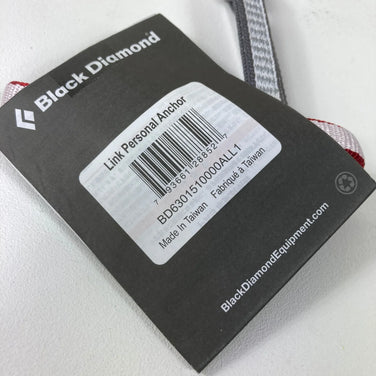 Black Diamond
Link Personal Anchor
7 93661 28852 7
BD6301510000ALL1
Made in Taiwan Fabriqué à Taiwan
BlackDiamondEquipment.com